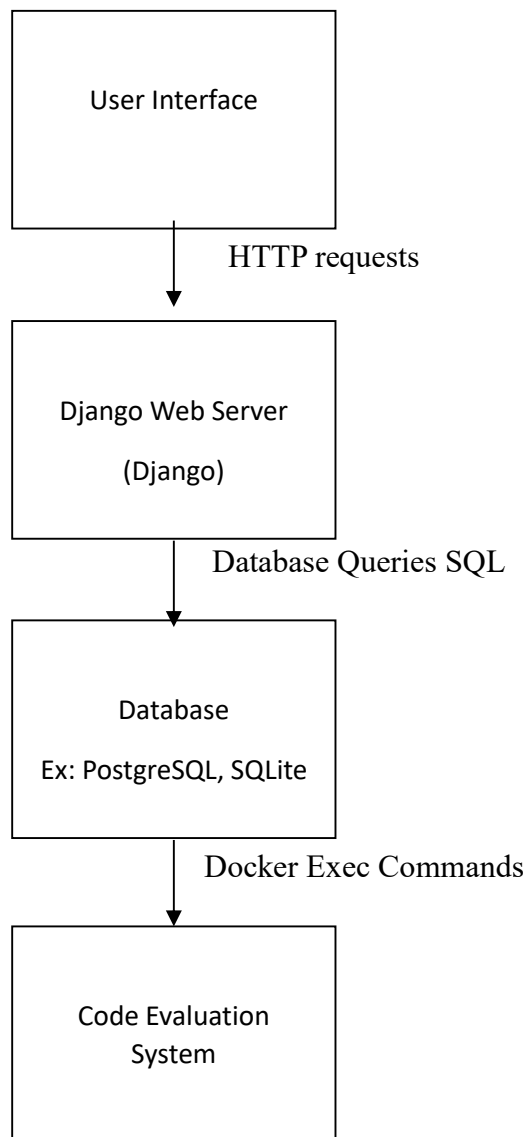 User Interface
HTTP requests
Django Web Server
(Django)
Database Queries SQL
Database
Ex: PostgreSQL, SQLite
Docker Exec Commands
Code Evaluation
System